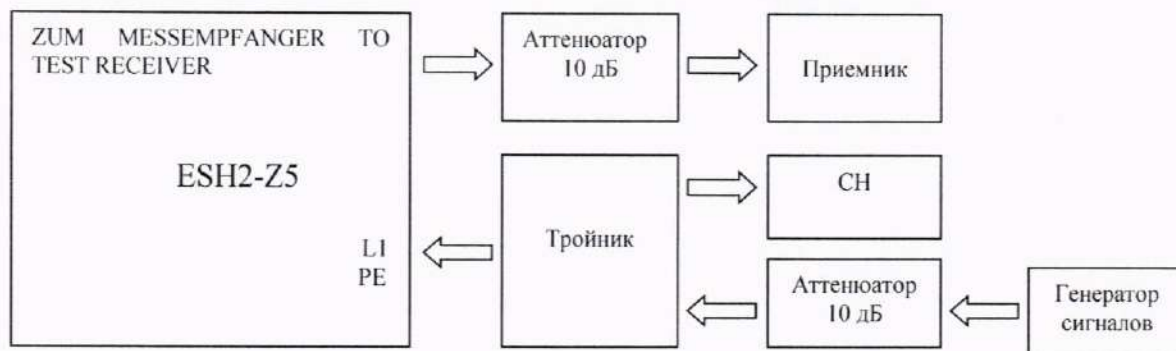 ZUM MESSEMPFANGER TO
TEST RECEIVER
ESH2-Z5
L1
PE
Аттенюатор
10 дБ
Приемник
Тройник
СН
Аттенюатор
10 дБ
Генератор
сигналов